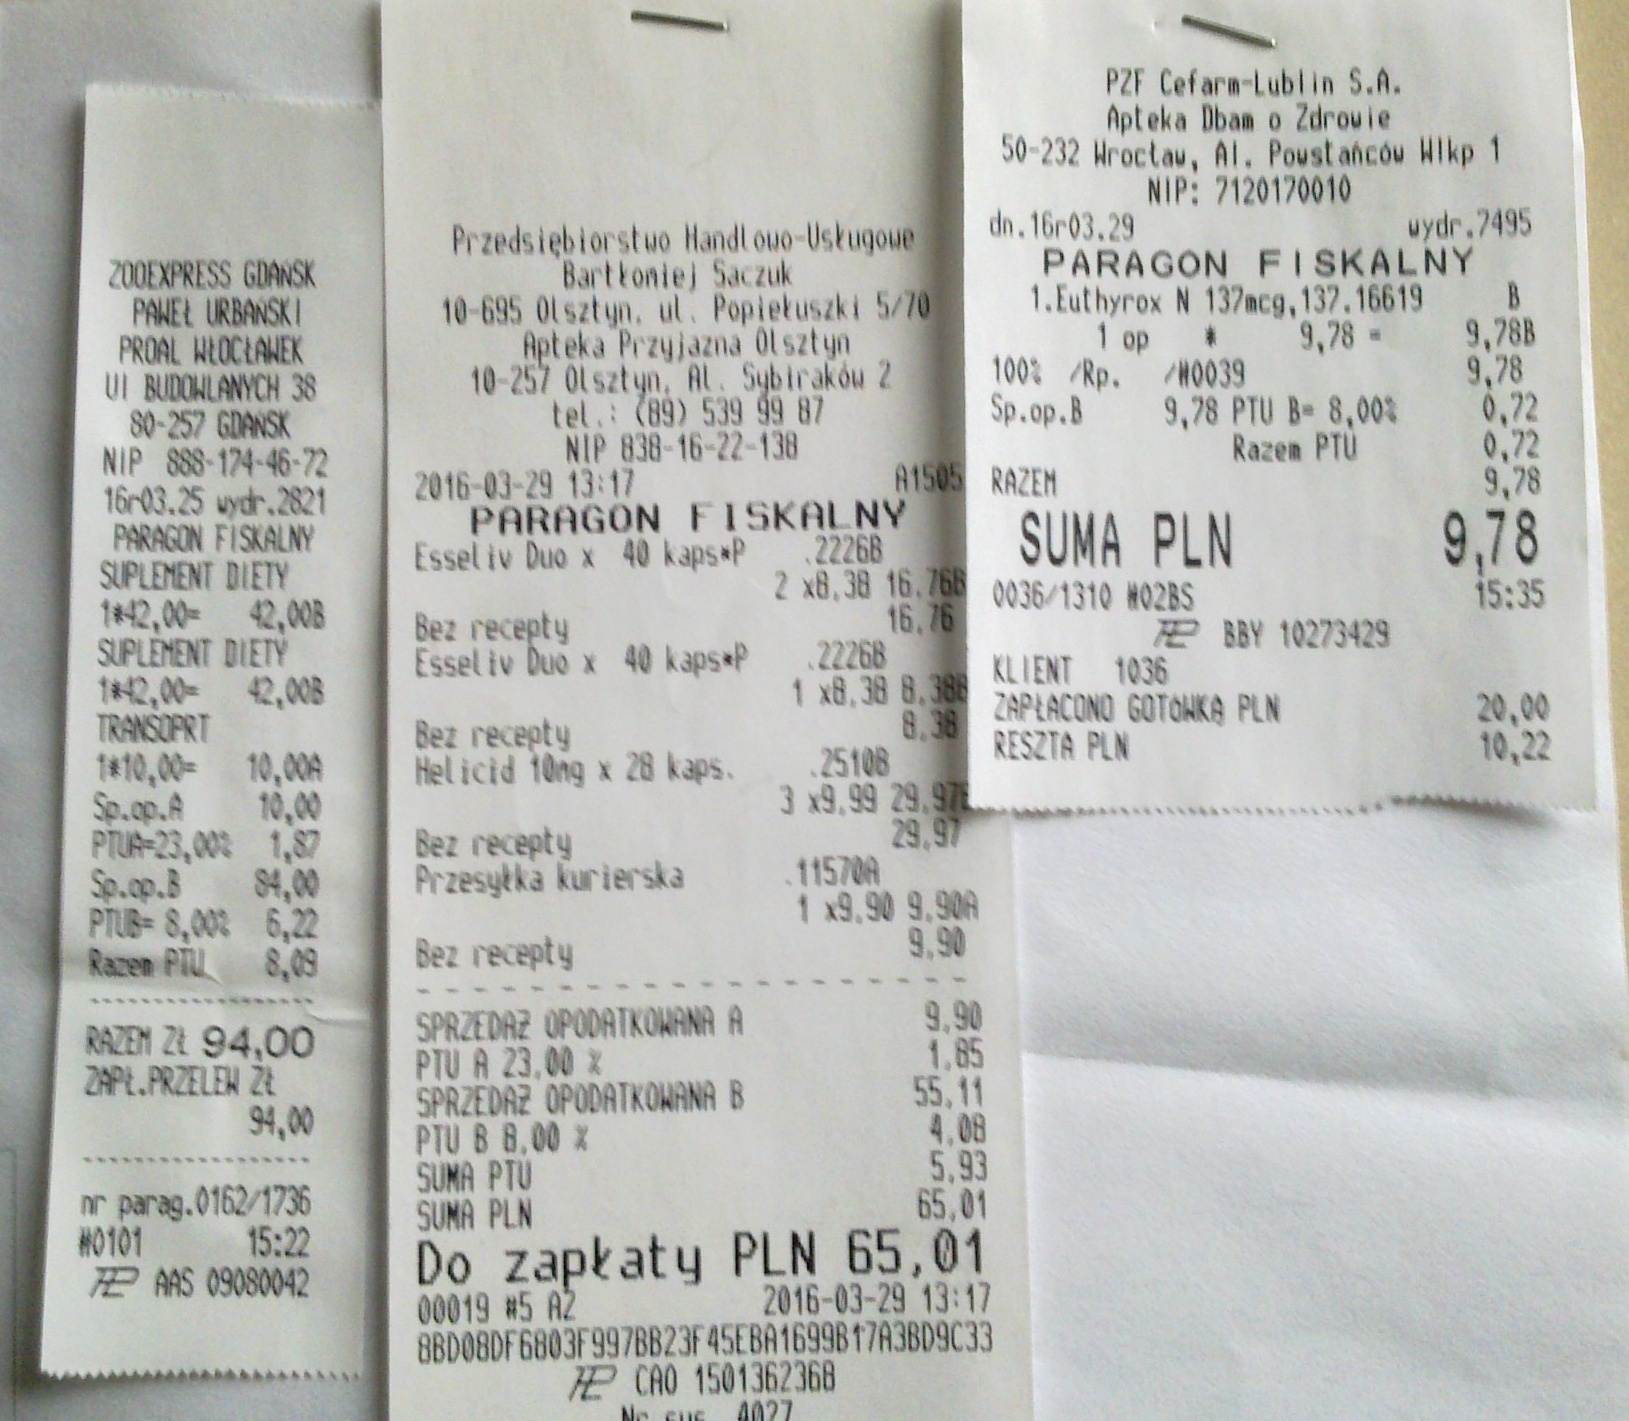 ZOOEXPRESS GDAŃSK
PAWEŁ URBAŃSKI
PROAL WŁOCŁAWEK
Ul BUDOWLANYCH 38
80-257 GDAŃSK
NIP 888-174-46-72
16r03.25 wydr.2821
PARAGON FISKALNY
SUPLEMENT DIETY
1*42,00= 42,00B
SUPLEMENT DIETY
1*42,00= 42,00B
TRANSOPRT
1*10,00= 10,00A
Sp.op.A 10,00
PTUA=23,00% 1,87
Sp.op.B 84,00
PTUB= 8,00% 6,22
Razem PTU 8,09
RAZEM ZŁ 94,00
ZAPŁ.PRZELEW ZŁ
94,00
nr parag.0162/1736
#0101 15:22
AAS 09080042
Przedsiębiorstwo Handlowo-Usługowe
Bartłomiej Saczuk
10-695 Olsztyn, ul. Popiełuszki 5/70
Apteka Przyjazna Olsztyn
10-257 Olsztyn, Al. Sybiraków 2
tel.: (89) 539 99 87
NIP 838-16-22-138
2016-03-29 13:17 A1505
PARAGON FISKALNY
Esseliv Duo x 40 kaps*P .2226B
2 x8,38 16,76B
16,76
Bez recepty
Esseliv Duo x 40 kaps*P .2226B
1 x8,38 8,38B
8,38
Bez recepty
Helicid 10mg x 28 kaps. .2510B
3 x9,99 29,97B
29,97
Bez recepty
Przesyłka kurierska .11570A
1 x9,90 9,90A
9,90
Bez recepty
SPRZEDAŻ OPODATKOWANA A 9,90
PTU A 23,00 % 1,85
SPRZEDAŻ OPODATKOWANA B 55,11
PTU B 8,00 % 4,08
SUMA PTU 5,93
SUMA PLN 65,01
Do zapłaty PLN 65,01
00019 #5 A2 2016-03-29 13:17
8BD08DF6803F997BB23F45EBA1699B17A3BD9C33
CAO 1501362368
Nr sys. 4027
PZF Cefarm-Lublin S.A.
Apteka Dbam o Zdrowie
50-232 Wrocław, Al. Powstańców Wlkp 1
NIP: 7120170010
dn.16r03.29 wydr.7495
PARAGON FISKALNY
1.Euthyrox N 137mcg,137.16619 B
1 op * 9,78 = 9,78B
100% /Rp. /#0039 9,78
Sp.op.B 9,78 PTU B= 8,00% 0,72
Razem PTU 0,72
RAZEM 9,78
SUMA PLN 9,78
0036/1310 #02BS 15:35
BBY 10273429
KLIENT 1036
ZAPŁACONO GOTÓWKĄ PLN 20,00
RESZTA PLN 10,22